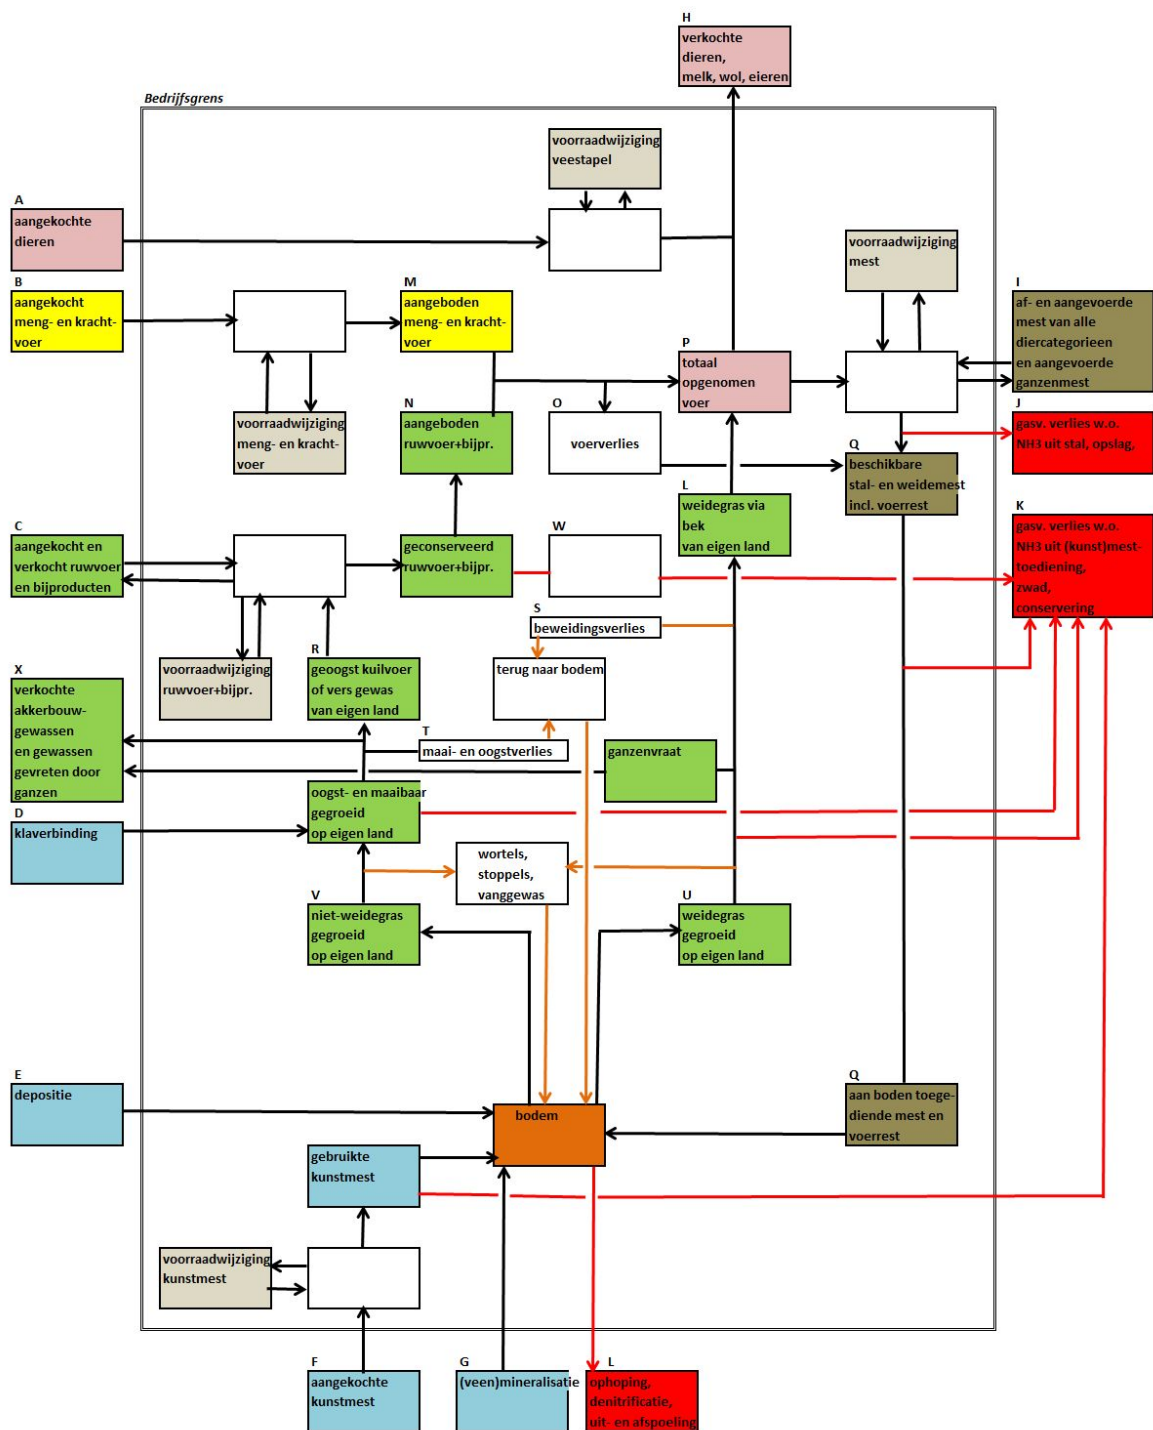 H
verkochte
dieren,
melk, wol, eieren
Bedrijfsgrens
voorraadwijziging
veestapel
A
aangekochte
dieren
voorraadwijziging
mest
B
aangekocht
meng- en kracht-
voer
M
aangeboden
meng- en kracht-
voer
I
af- en aangevoerde
mest van alle
diercategorieen
en aangevoerde
ganzenmest
P
totaal
opgenomen
voer
voorraadwijziging
meng- en kracht-
voer
N
aangeboden
ruwvoer+bijpr.
O
voerverlies
J
gasv. verlies w.o.
NH3 uit stal, opslag,
Q
beschikbare
stal- en weidemest
incl. voerrest
L
weidegras via
bek
van eigen land
K
gasv. verlies w.o.
NH3 uit (kunst)mest-
toediening,
zwad,
conservering
C
aangekocht en
verkocht ruwvoer
en bijproducten
geconserveerd
ruwvoer+bijpr.
W
S
beweidingsverlies
voorraadwijziging
ruwvoer+bijpr.
R
geoogst kuilvoer
of vers gewas
van eigen land
terug naar bodem
X
verkochte
akkerbouw-
gewassen
en gewassen
gevreten door
ganzen
T
maai- en oogstverlies
ganzenvraat
oogst- en maaibaar
gegroeid
op eigen land
D
klaverbinding
wortels,
stoppels,
vanggewas
V
niet-weidegras
gegroeid
op eigen land
U
weidegras
gegroeid
op eigen land
E
depositie
bodem
Q
aan boden toege-
diende mest en
voerrest
gebruikte
kunstmest
voorraadwijziging
kunstmest
F
aangekochte
kunstmest
G
(veen)mineralisatie
L
ophoping,
denitrificatie,
uit- en afspoeling